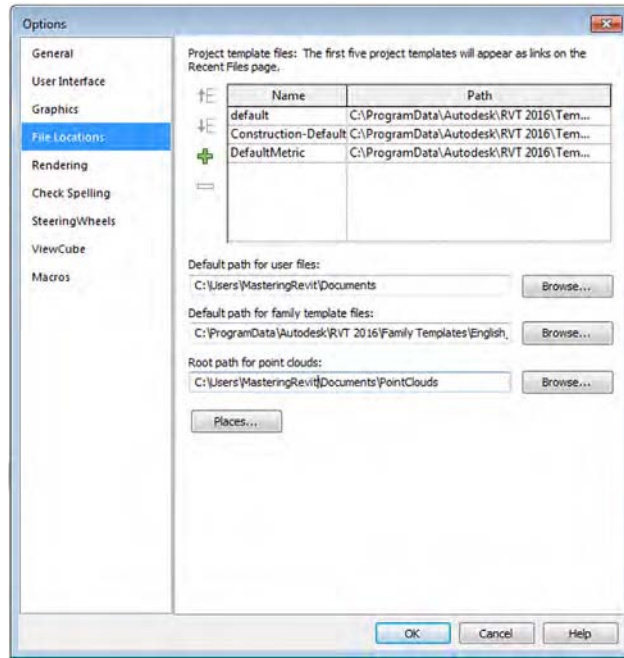 Options
General
User Interface
Graphics
File Locations
Rendering
Check Spelling
SteeringWheels
ViewCube
Macros
Project template files: The first five project templates will appear as links on the
Recent Files page.
Name Path
default C:\ProgramData\Autodesk\RVT 2016\Tem...
Construction-Default C:\ProgramData\Autodesk\RVT 2016\Tem...
DefaultMetric C:\ProgramData\Autodesk\RVT 2016\Tem...
Default path for user files:
C:\Users\MasteringRevit\Documents Browse...
Default path for family template files:
C:\ProgramData\Autodesk\RVT 2016\Family Templates\English_ Browse...
Root path for point clouds:
C:\Users\MasteringRevit\Documents\PointClouds Browse...
Places...
OK Cancel Help